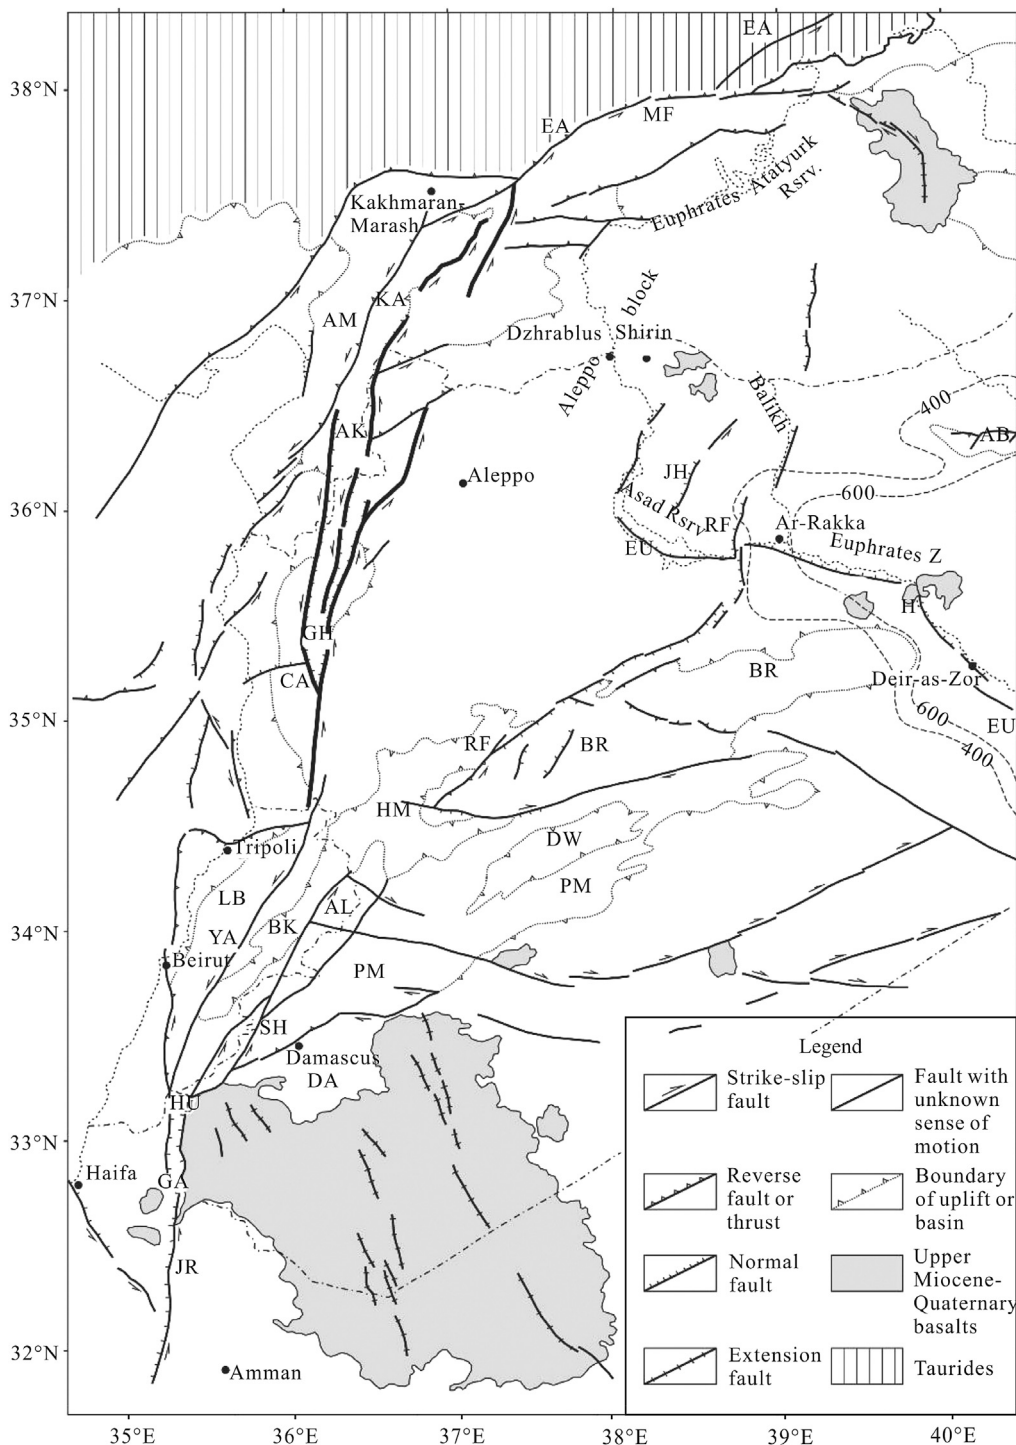 EA
38°N
MF
EA
Atatyurk
Rsrv.
Kakhmaran-
Marash
Euphrates
37°N
KA
block
AM
Dzhrablus
Shirin
Aleppo
Balikh
400
AK
AB
Aleppo
JH
600
36°N
Asad Rsrv
RF
Ar-Rakka
EU
Euphrates Z
H
GH
BR
CA
Deir-as-Zor
35°N
600
EU
RF
BR
400
HM
DW
Tripoli
PM
LB
AL
BK
34°N
YA
Beirut
PM
SH
Damascus
DA
HU
33°N
Haifa
GA
JR
32°N
Amman
Legend
Strike-slip
fault
Fault with
unknown
sense of
motion
Reverse
fault or
thrust
Boundary
of uplift or
basin
Normal
fault
Upper
Miocene-
Quaternary
basalts
Extension
fault
Taurides
35°E
36°E
37°E
38°E
39°E
40°E